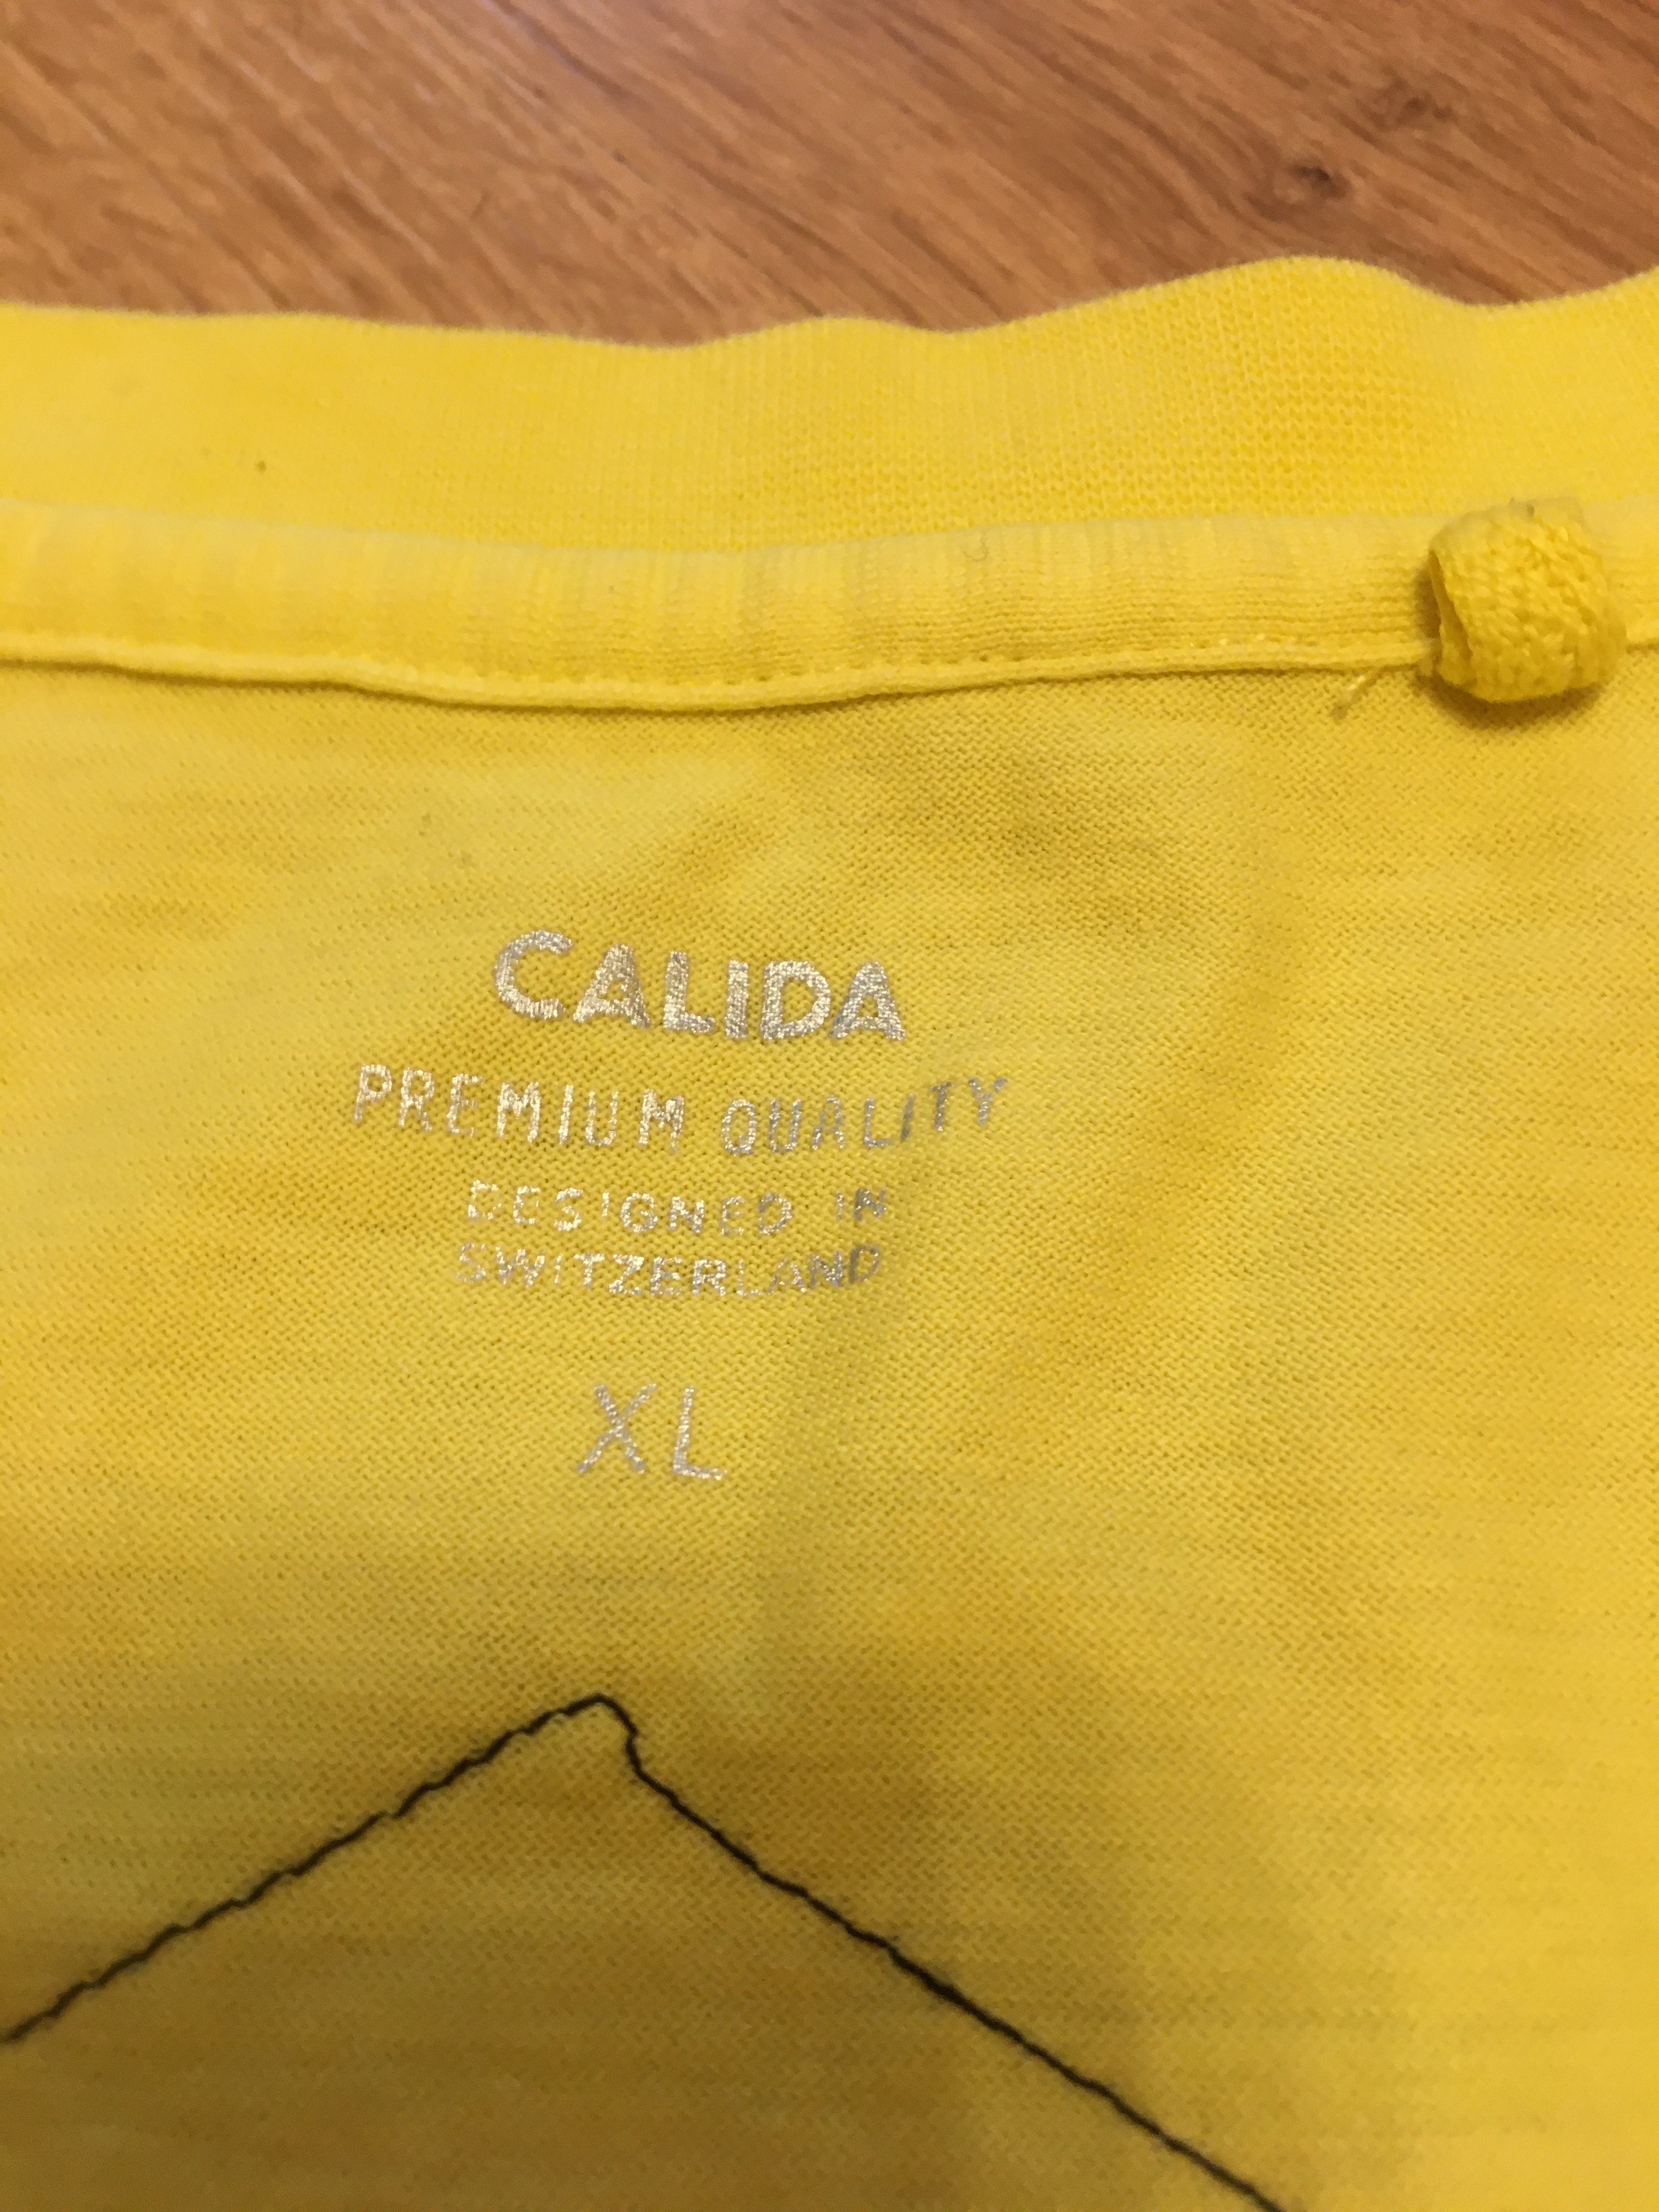 CALIDA
PREMIUM QUALITY
DESIGNED IN
SWITZERLAND
XL